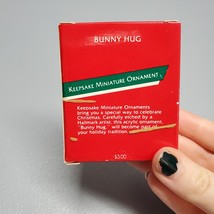 BUNNY HUG
KEEPSAKE MINIATURE ORNAMENT
Keepsake Miniature Ornaments
bring you a special way to celebrate
Christmas. Carefully etched by a
Hallmark artist, this acrylic ornament,
"Bunny Hug," will become part of
your holiday tradition.
$3.00